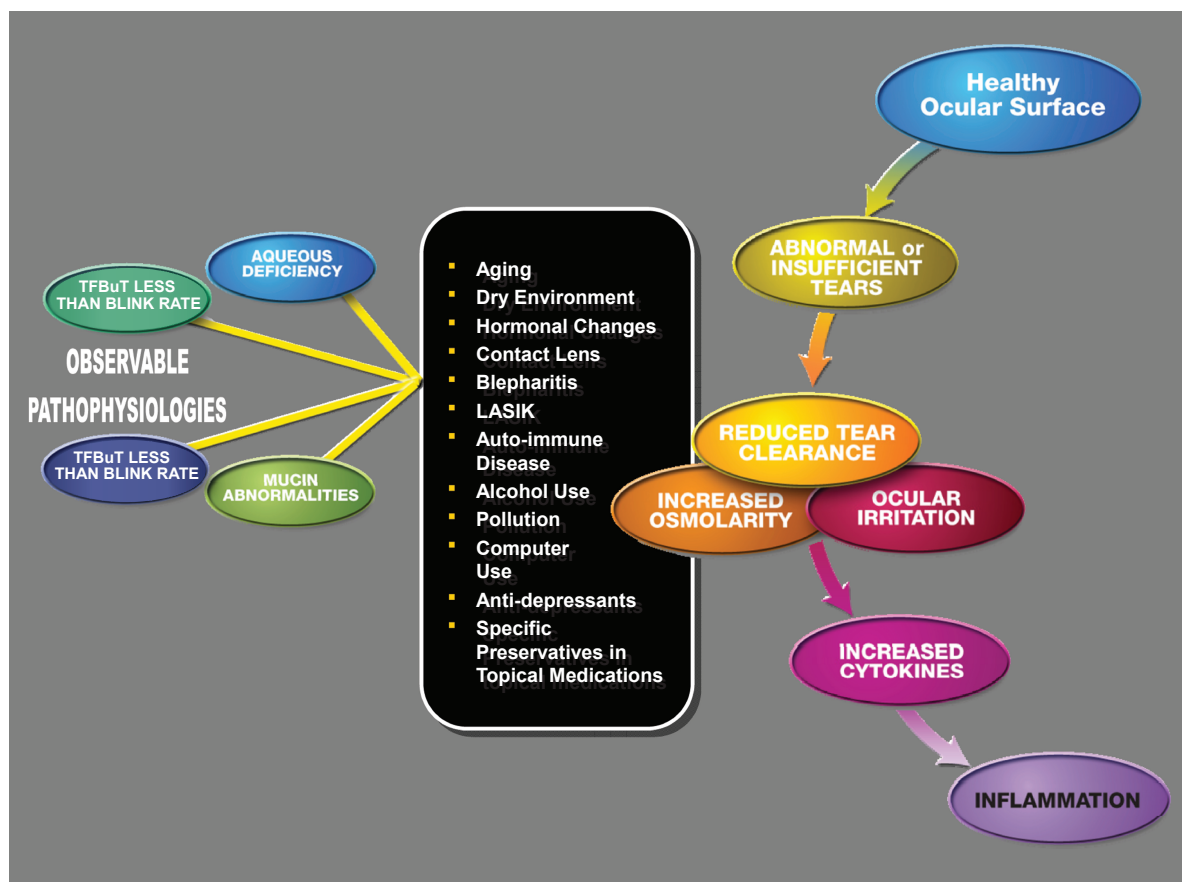 TFBuT LESS
THAN BLINK RATE
AQUEOUS
DEFICIENCY
OBSERVABLE
PATHOPHYSIOLOGIES
TFBuT LESS
THAN BLINK RATE
MUCIN
ABNORMALITIES
Aging
Dry Environment
Hormonal Changes
Contact Lens
Blepharitis
LASIK
Auto-immune
Disease
Alcohol Use
Pollution
Computer
Use
Anti-depressants
Specific
Preservatives in
Topical Medications
Healthy
Ocular Surface
ABNORMAL or
INSUFFICIENT
TEARS
REDUCED TEAR
CLEARANCE
INCREASED
OSMOLARITY
OCULAR
IRRITATION
INCREASED
CYTOKINES
INFLAMMATION